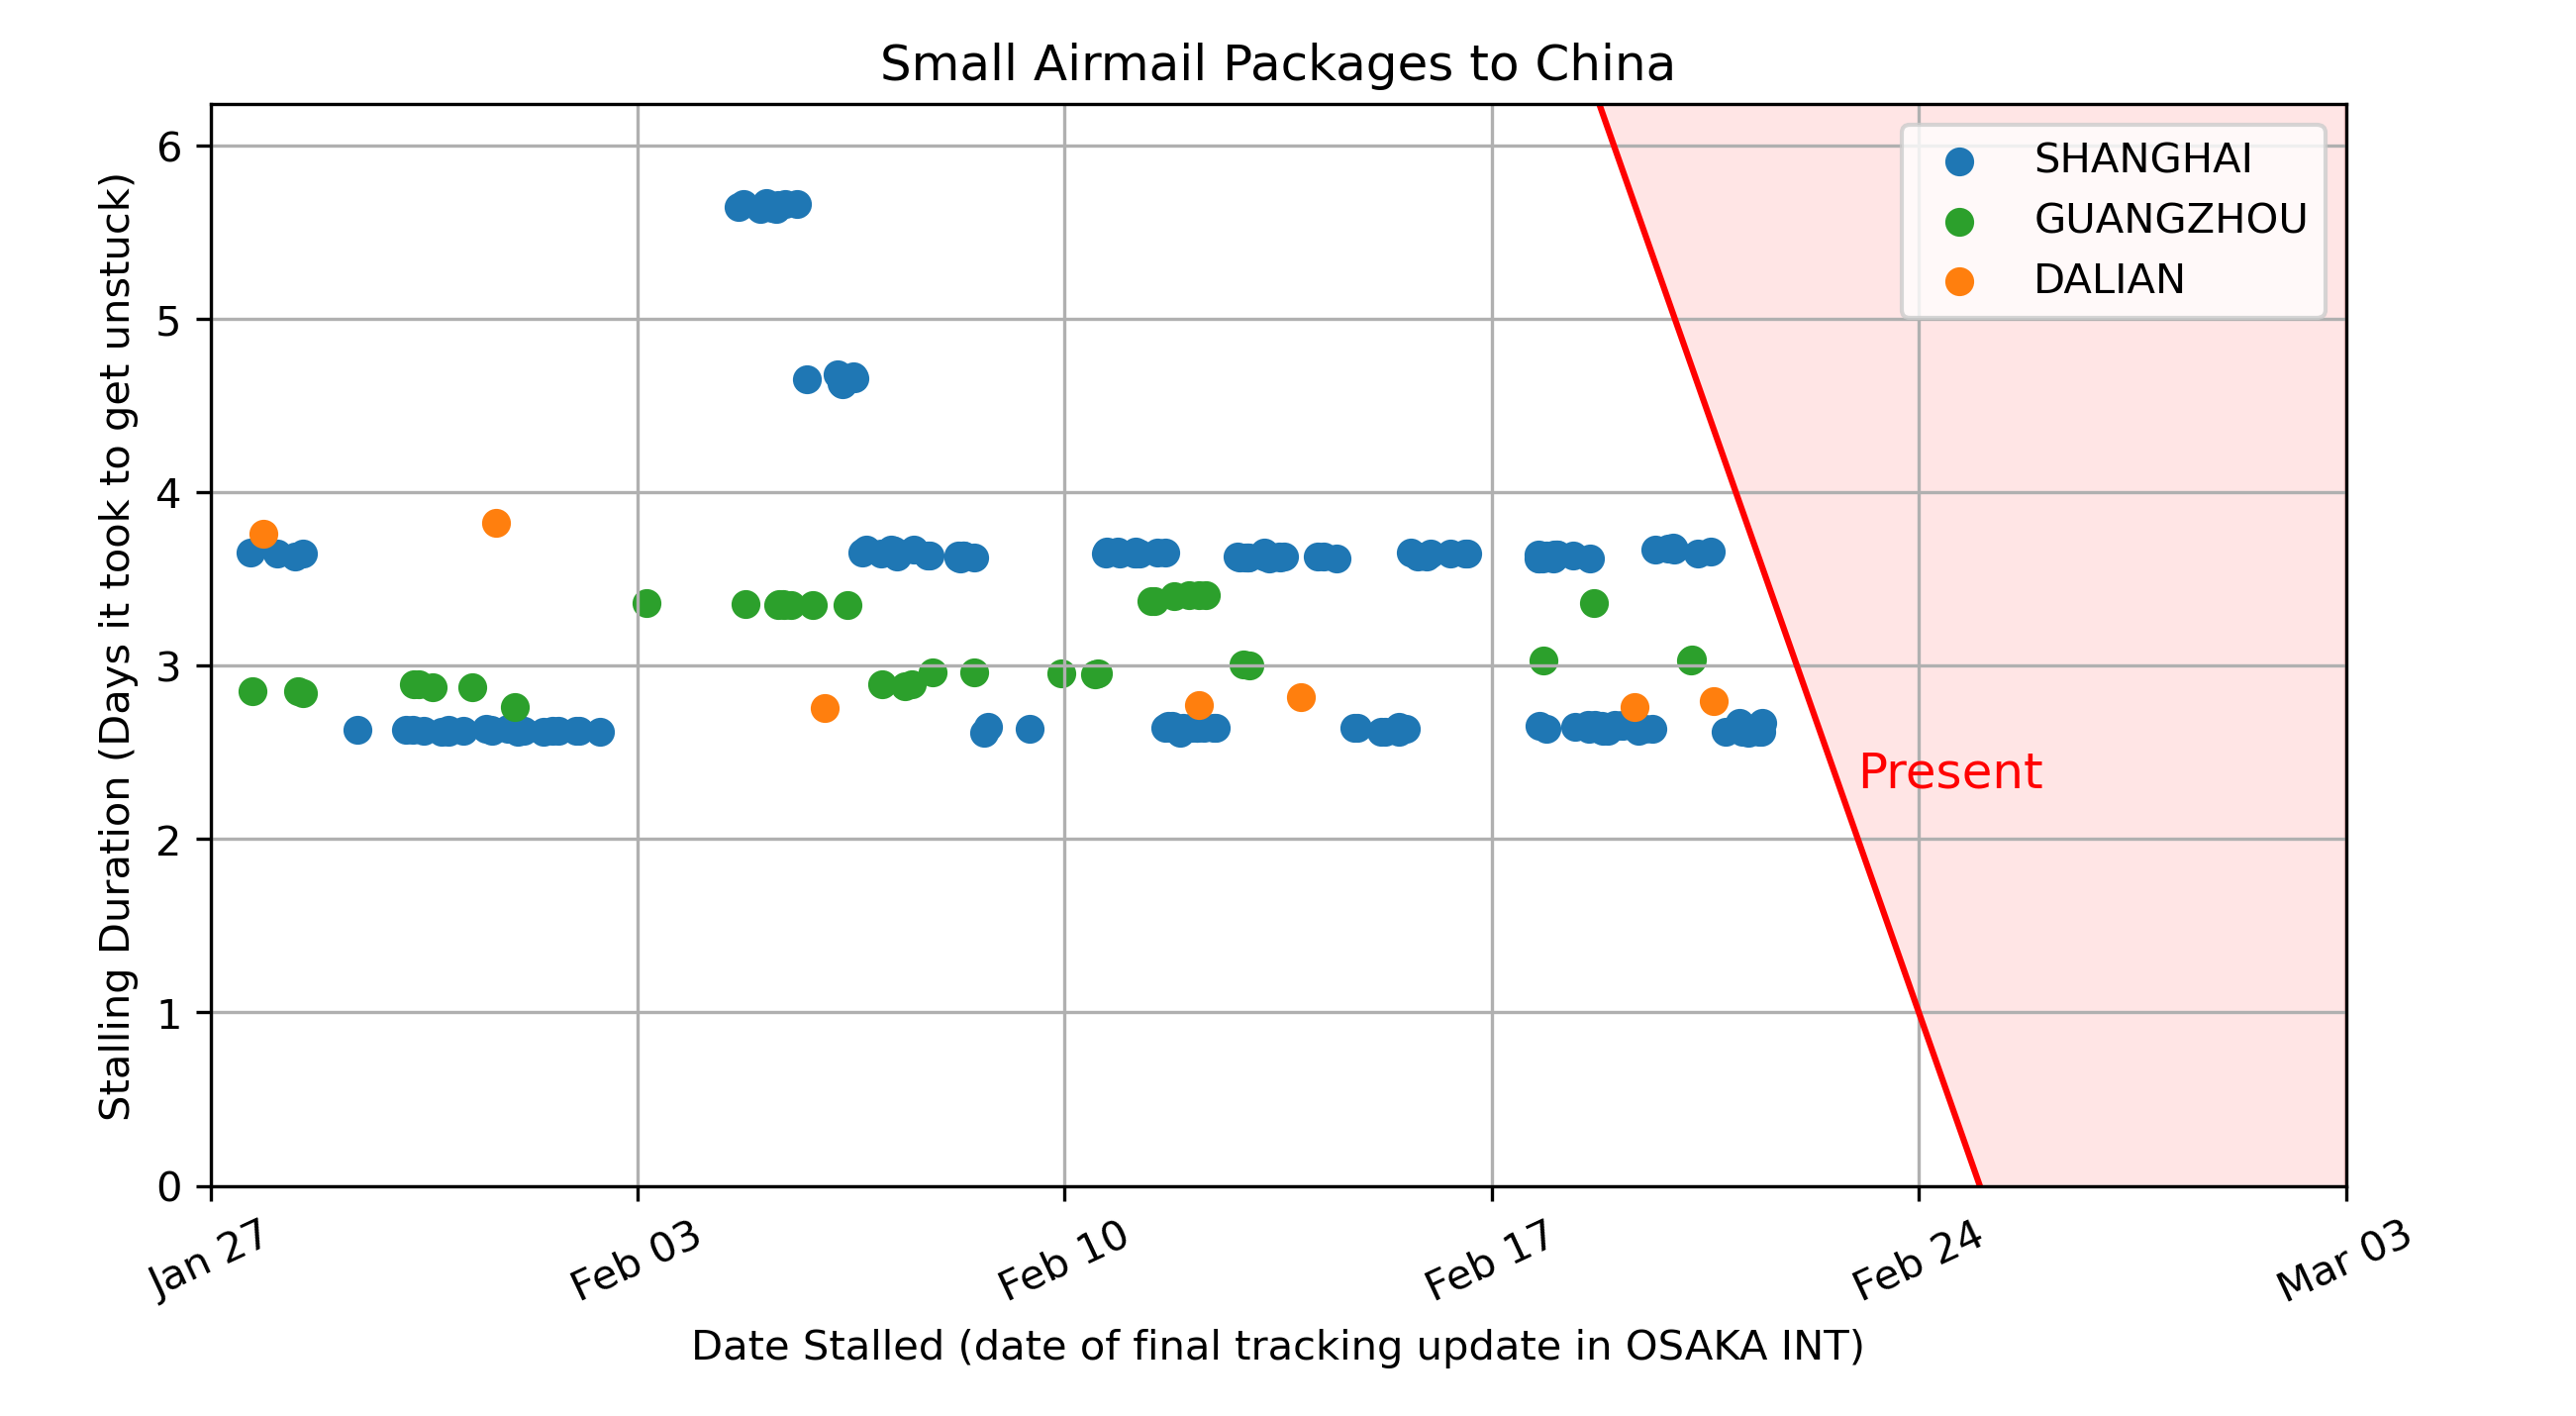 Small Airmail Packages to China
Stalling Duration (Days it took to get unstuck)
6
5
4
3
2
1
0
SHANGHAI
GUANGZHOU
DALIAN
Present
Jan 27
Feb 03
Feb 10
Feb 17
Feb 24
Mar 03
Date Stalled (date of final tracking update in OSAKA INT)